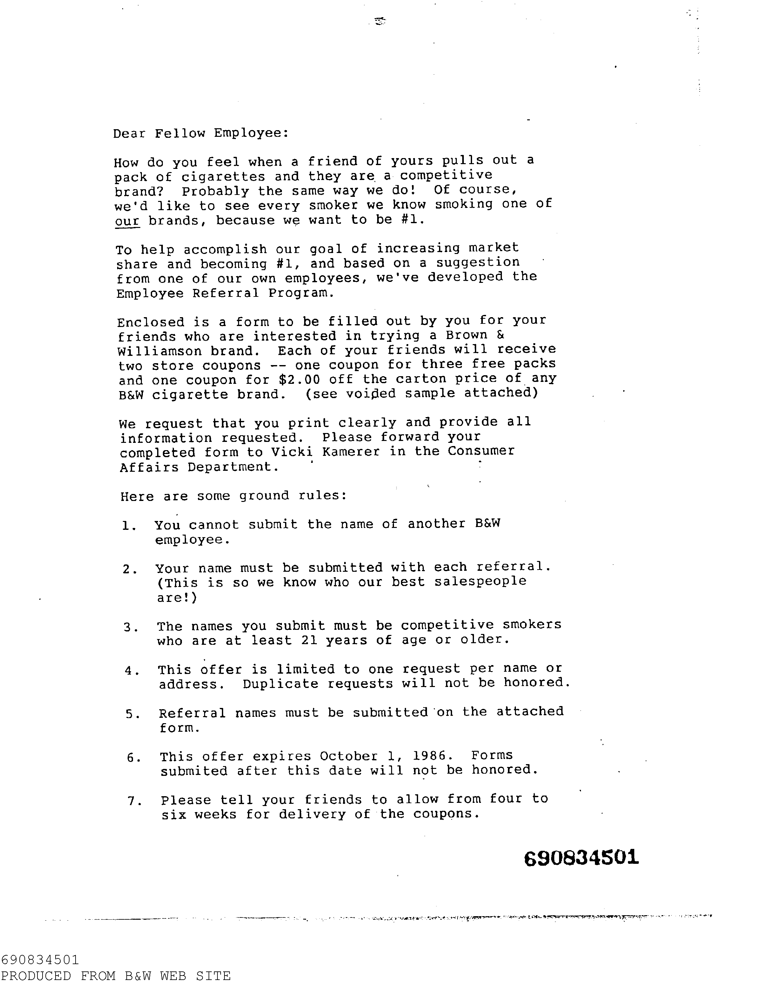 Dear Fellow Employee:
How do you feel when a friend of yours pulls out a
pack of cigarettes and they are a competitive
brand? Probably the same way we do! Of course,
we'd like to see every smoker we know smoking one of
our brands, because we want to be #1.
To help accomplish our goal of increasing market
share and becoming #1, and based on a suggestion
from one of our own employees, we've developed the
Employee Referral Program.
Enclosed is a form to be filled out by you for your
friends who are interested in trying a Brown &
Williamson brand. Each of your friends will receive
two store coupons -- one coupon for three free packs
and one coupon for $2.00 off the carton price of any
B&W cigarette brand. (see voided sample attached)
We request that you print clearly and provide all
information requested. Please forward your
completed form to Vicki Kamerer in the Consumer
Affairs Department.
Here are some ground rules:
1. You cannot submit the name of another B&W
employee.
2. Your name must be submitted with each referral.
(This is so we know who our best salespeople
are!)
3. The names you submit must be competitive smokers
who are at least 21 years of age or older.
4. This offer is limited to one request per name or
address. Duplicate requests will not be honored.
5. Referral names must be submitted on the attached
form.
6. This offer expires October 1, 1986. Forms
submited after this date will not be honored.
7. Please tell your friends to allow from four to
six weeks for delivery of the coupons.
690834501
690834501
PRODUCED FROM B&W WEB SITE